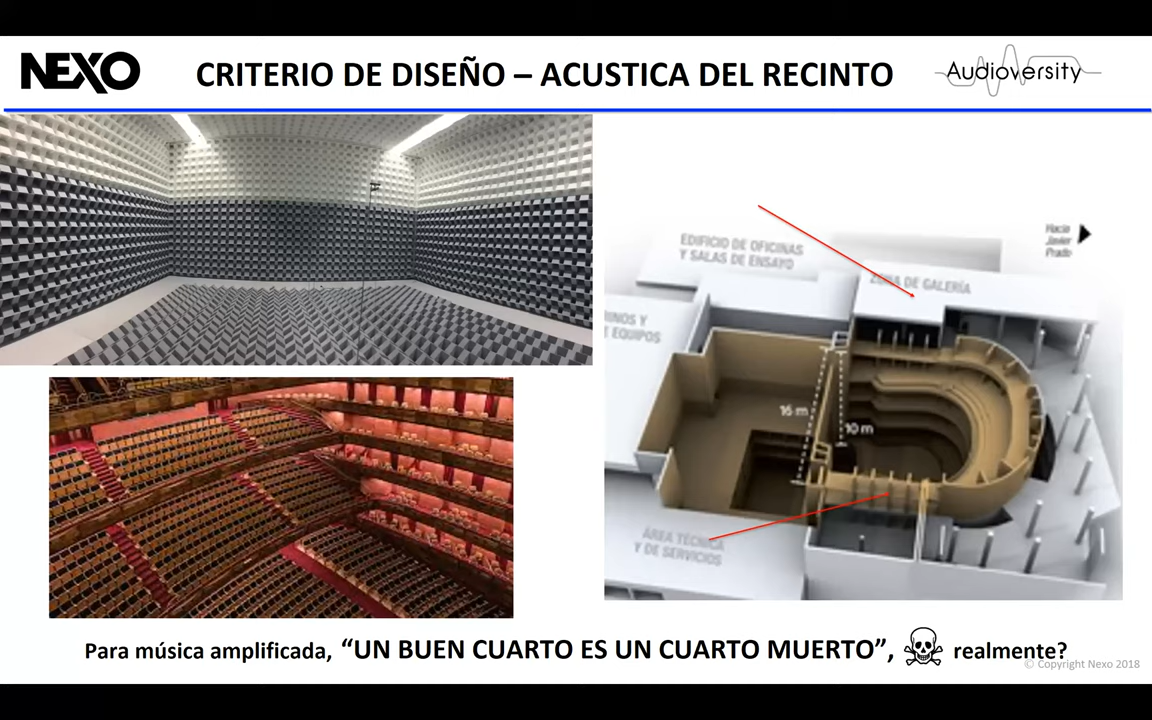 NEXO
CRITERIO DE DISEÑO – ACUSTICA DEL RECINTO
Audioversity
Hacia
Javier
Prado
EDIFICIO DE OFICINAS
Y SALAS DE ENSAYO
ZONA DE GALERÍA
Y
E EQUIPOS
16 m
10 m
ÁREA TÉCNICA
Y DE SERVICIOS
Para música amplificada, “UN BUEN CUARTO ES UN CUARTO MUERTO”, realmente?
© Copyright Nexo 2018